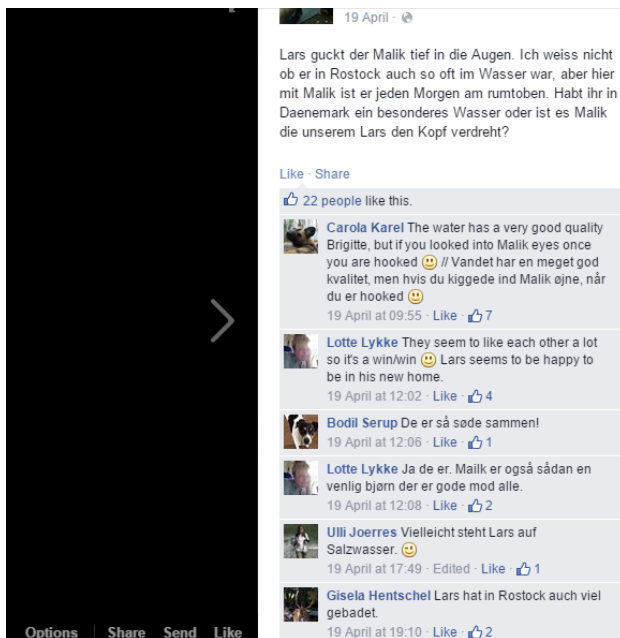 19 April
Lars guckt der Malik tief in die Augen. Ich weiss nicht
ob er in Rostock auch so oft im Wasser war, aber hier
mit Malik ist er jeden Morgen am rumtoben. Habt ihr in
Daenemark ein besonderes Wasser oder ist es Malik
die unserem Lars den Kopf verdreht?
Like · Share
22 people like this.
Carola Karel The water has a very good quality
Brigitte, but if you looked into Malik eyes once
you are hooked 🙂 // Vandet har en meget god
kvalitet, men hvis du kiggede ind Malik øjne, når
du er hooked 🙂
19 April at 09:55 · Like · 7
Lotte Lykke They seem to like each other a lot
so it's a win/win 🙂 Lars seems to be happy to
be in his new home.
19 April at 12:02 · Like · 4
Bodil Serup De er så søde sammen!
19 April at 12:06 · Like · 1
Lotte Lykke Ja de er. Mailk er også sådan en
venlig bjørn der er gode mod alle.
19 April at 12:08 · Like · 2
Ulli Joerres Vielleicht steht Lars auf
Salzwasser. 🙂
19 April at 17:49 · Edited · Like · 1
Gisela Hentschel Lars hat in Rostock auch viel
gebadet.
19 April at 19:10 · Like · 2
Options Share Send Like